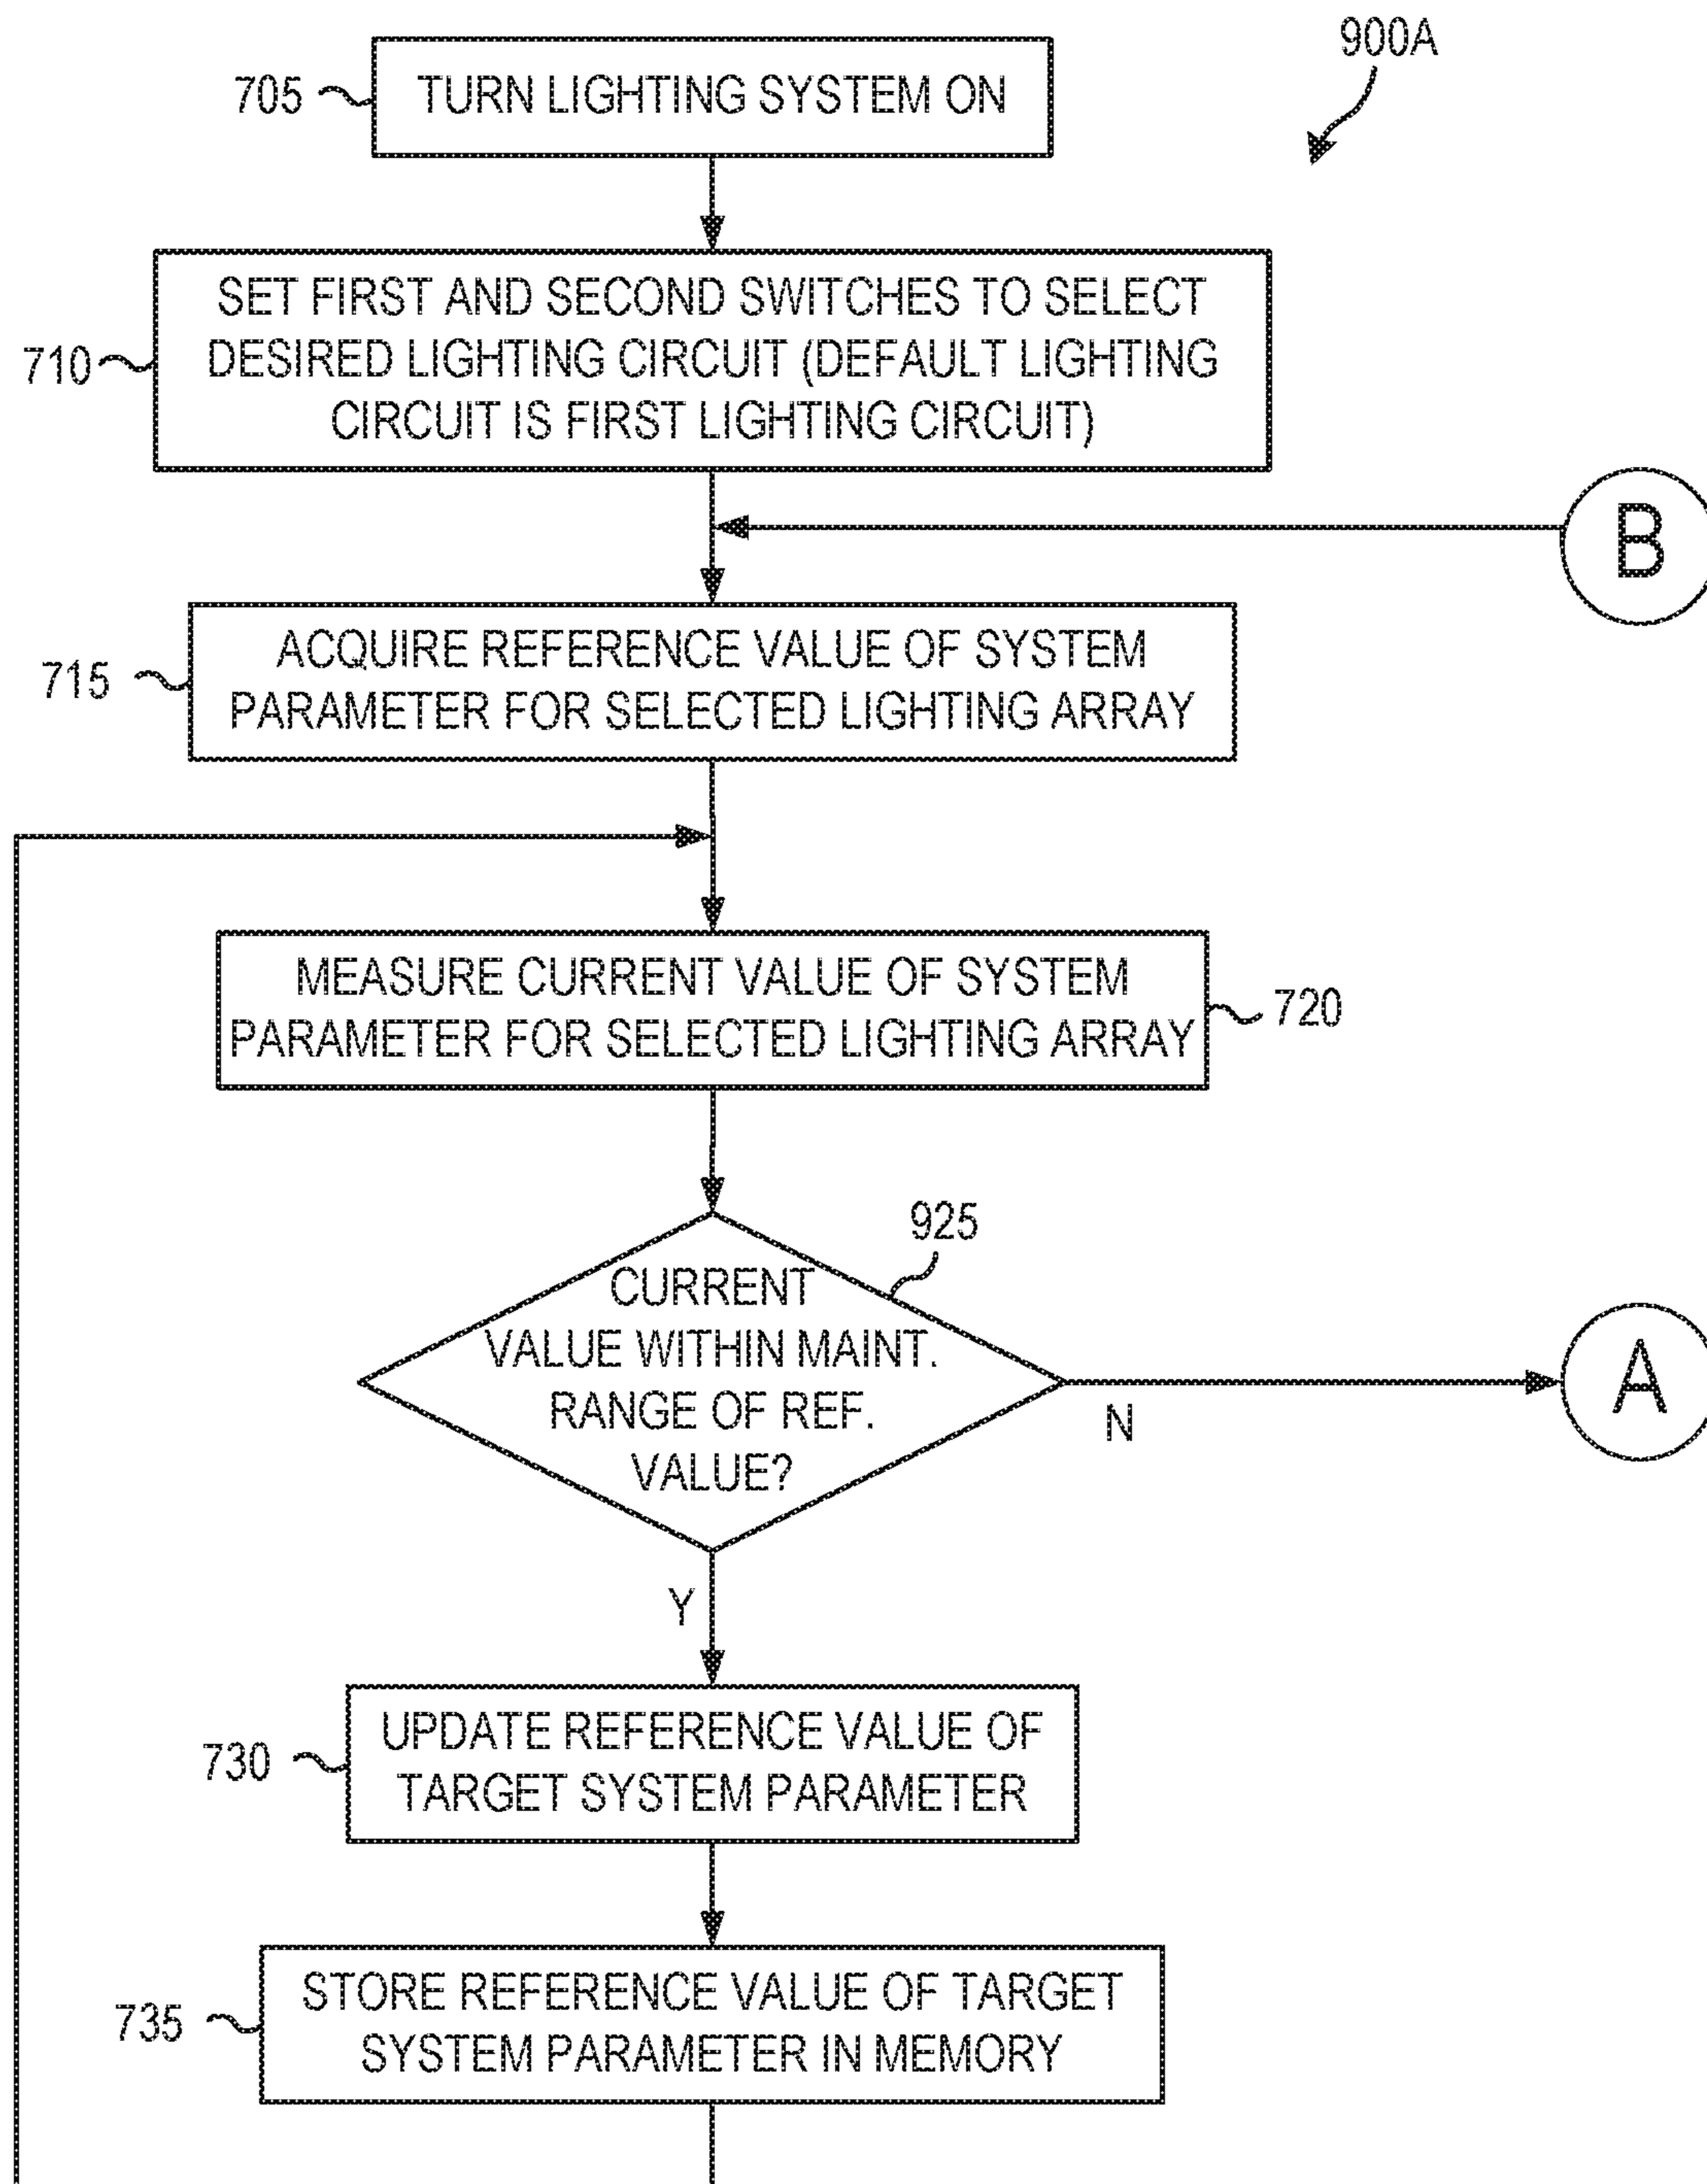 900A
705
TURN LIGHTING SYSTEM ON
710
SET FIRST AND SECOND SWITCHES TO SELECT
DESIRED LIGHTING CIRCUIT (DEFAULT LIGHTING
CIRCUIT IS FIRST LIGHTING CIRCUIT)
B
715
ACQUIRE REFERENCE VALUE OF SYSTEM
PARAMETER FOR SELECTED LIGHTING ARRAY
MEASURE CURRENT VALUE OF SYSTEM
PARAMETER FOR SELECTED LIGHTING ARRAY
720
925
CURRENT
VALUE WITHIN MAINT.
RANGE OF REF.
VALUE?
N
A
Y
730
UPDATE REFERENCE VALUE OF
TARGET SYSTEM PARAMETER
735
STORE REFERENCE VALUE OF TARGET
SYSTEM PARAMETER IN MEMORY